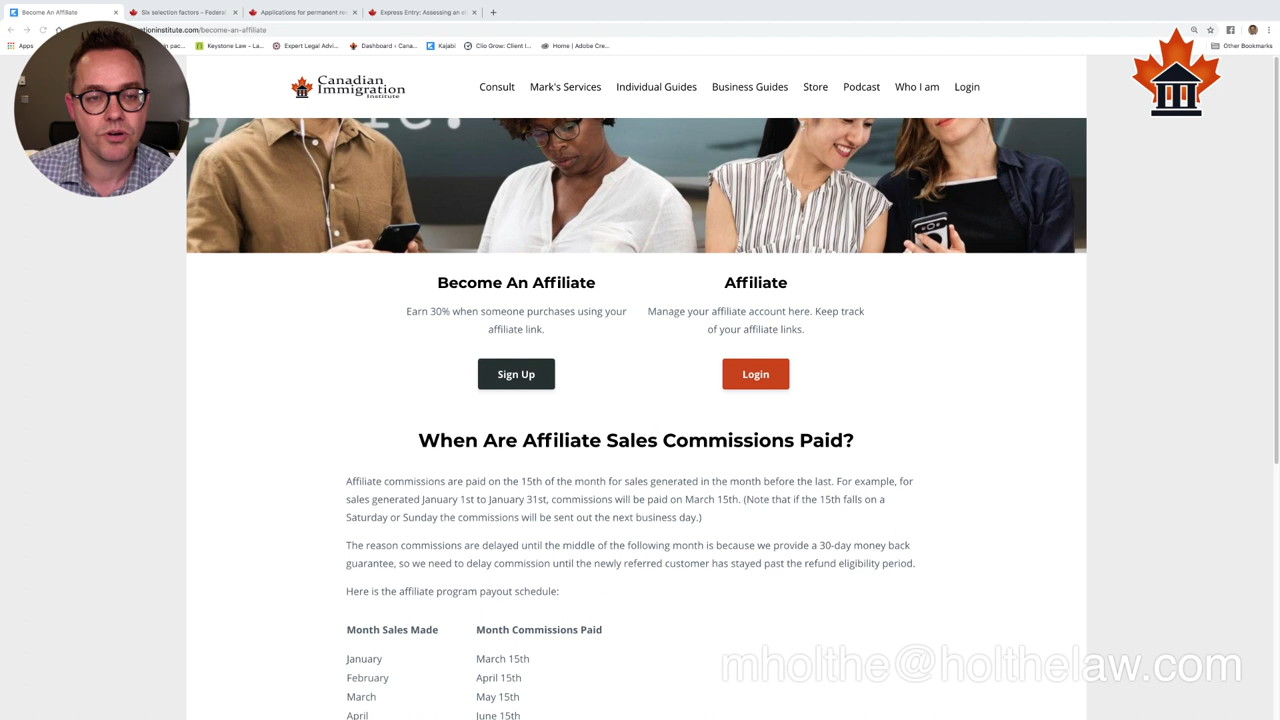 Become An Affiliate
Six selection factors – Federal
Applications for permanent re
Express Entry: Assessing an el
ationinstitute.com/become-an-affiliate
Apps
in pac...
Keystone Law - La...
Expert Legal Advi...
Dashboard ‹ Cana...
Kajabi
Clio Grow: Client I...
Home | Adobe Cre...
Other Bookmarks
Canadian
Immigration
Institute
Consult
Mark's Services
Individual Guides
Business Guides
Store
Podcast
Who I am
Login
Become An Affiliate
Earn 30% when someone purchases using your
affiliate link.
Sign Up
Affiliate
Manage your affiliate account here. Keep track
of your affiliate links.
Login
When Are Affiliate Sales Commissions Paid?
Affiliate commissions are paid on the 15th of the month for sales generated in the month before the last. For example, for
sales generated January 1st to January 31st, commissions will be paid on March 15th. (Note that if the 15th falls on a
Saturday or Sunday the commissions will be sent out the next business day.)
The reason commissions are delayed until the middle of the following month is because we provide a 30-day money back
guarantee, so we need to delay commission until the newly referred customer has stayed past the refund eligibility period.
Here is the affiliate program payout schedule:
Month Sales Made Month Commissions Paid
January March 15th
February April 15th
March May 15th
April June 15th
mholthe@holthelaw.com